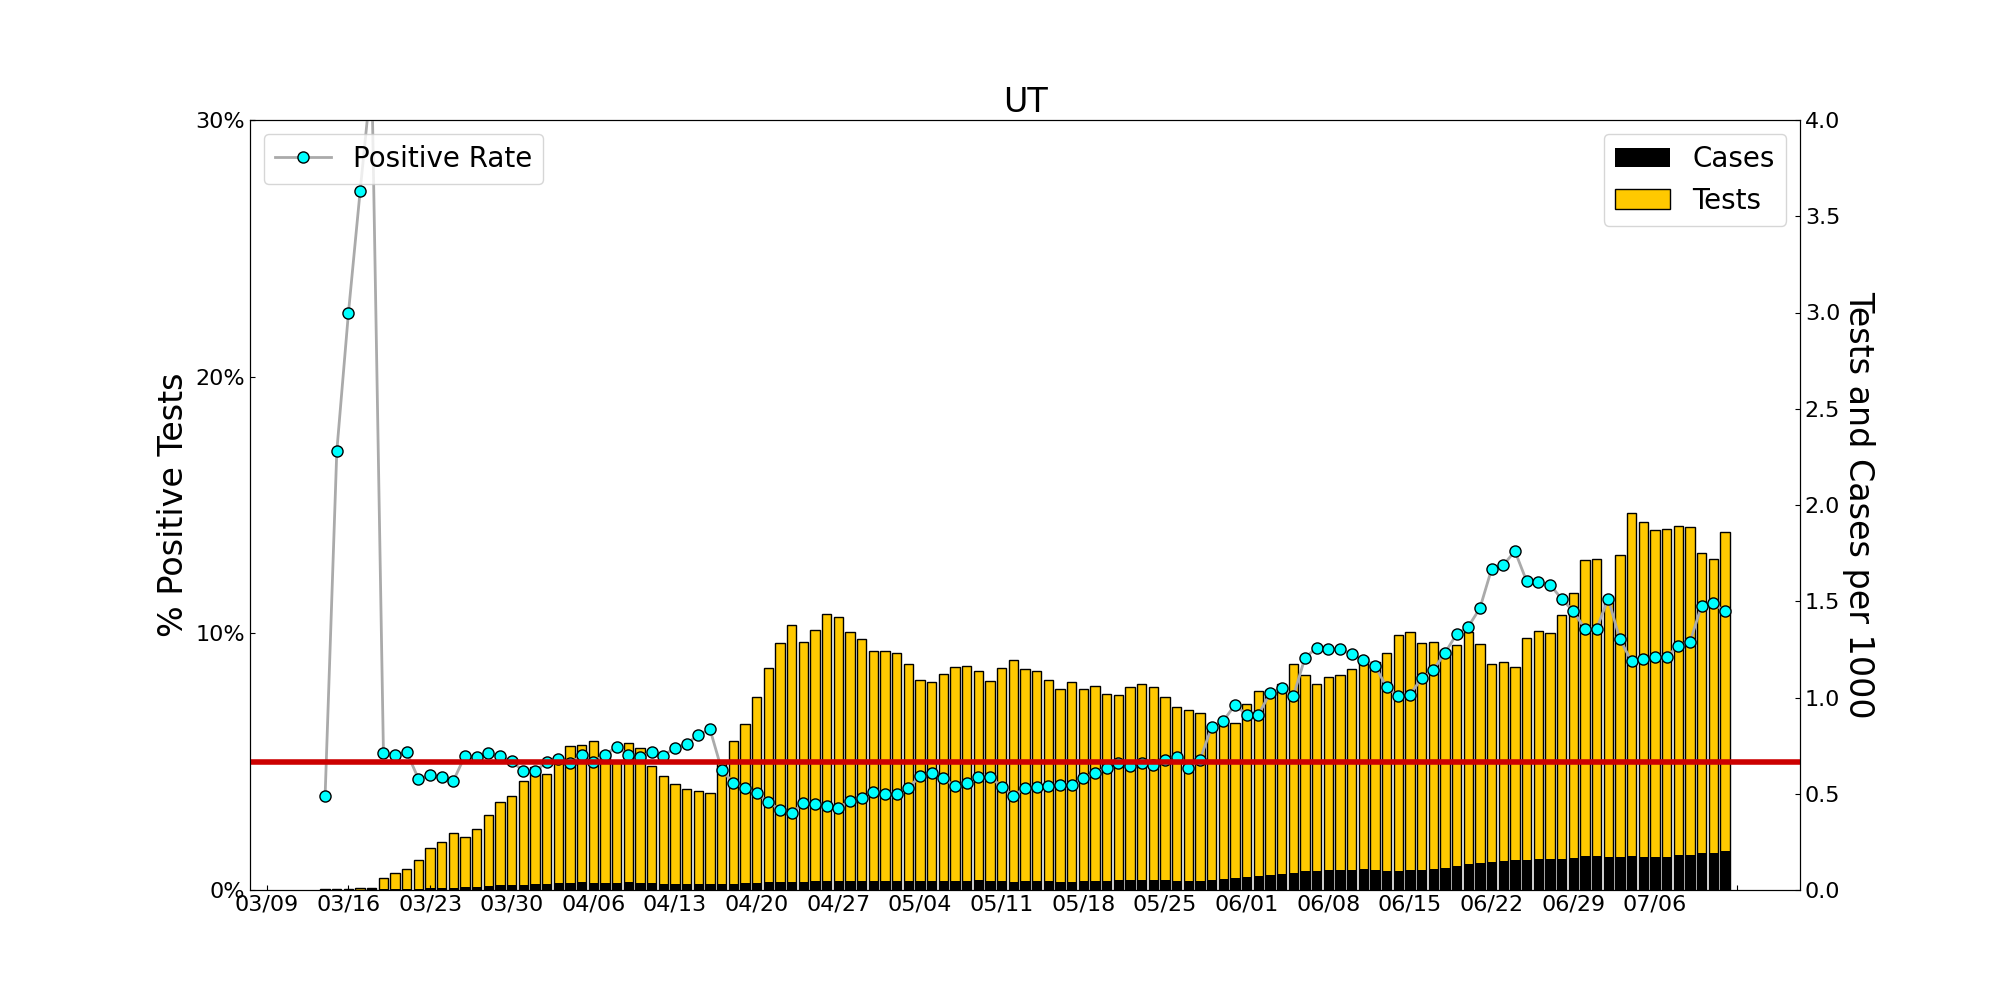 UT
30%
20%
10%
0%
% Positive Tests
Positive Rate
Cases
Tests
4.0
3.5
3.0
2.5
2.0
1.5
1.0
0.5
0.0
Tests and Cases per 1000
03/09 03/16 03/23 03/30 04/06 04/13 04/20 04/27 05/04 05/11 05/18 05/25 06/01 06/08 06/15 06/22 06/29 07/06